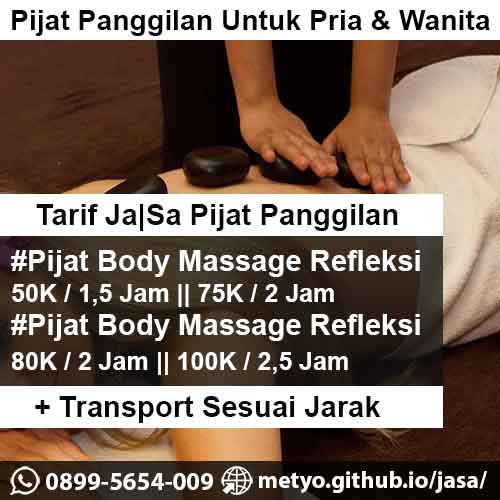 Pijat Panggilan Untuk Pria & Wanita
Tarif Ja|Sa Pijat Panggilan
#Pijat Body Massage Refleksi
50K / 1,5 Jam || 75K / 2 Jam
#Pijat Body Massage Refleksi
80K / 2 Jam || 100K / 2,5 Jam
+ Transport Sesuai Jarak
0899-5654-009 metyo.github.io/jasa/